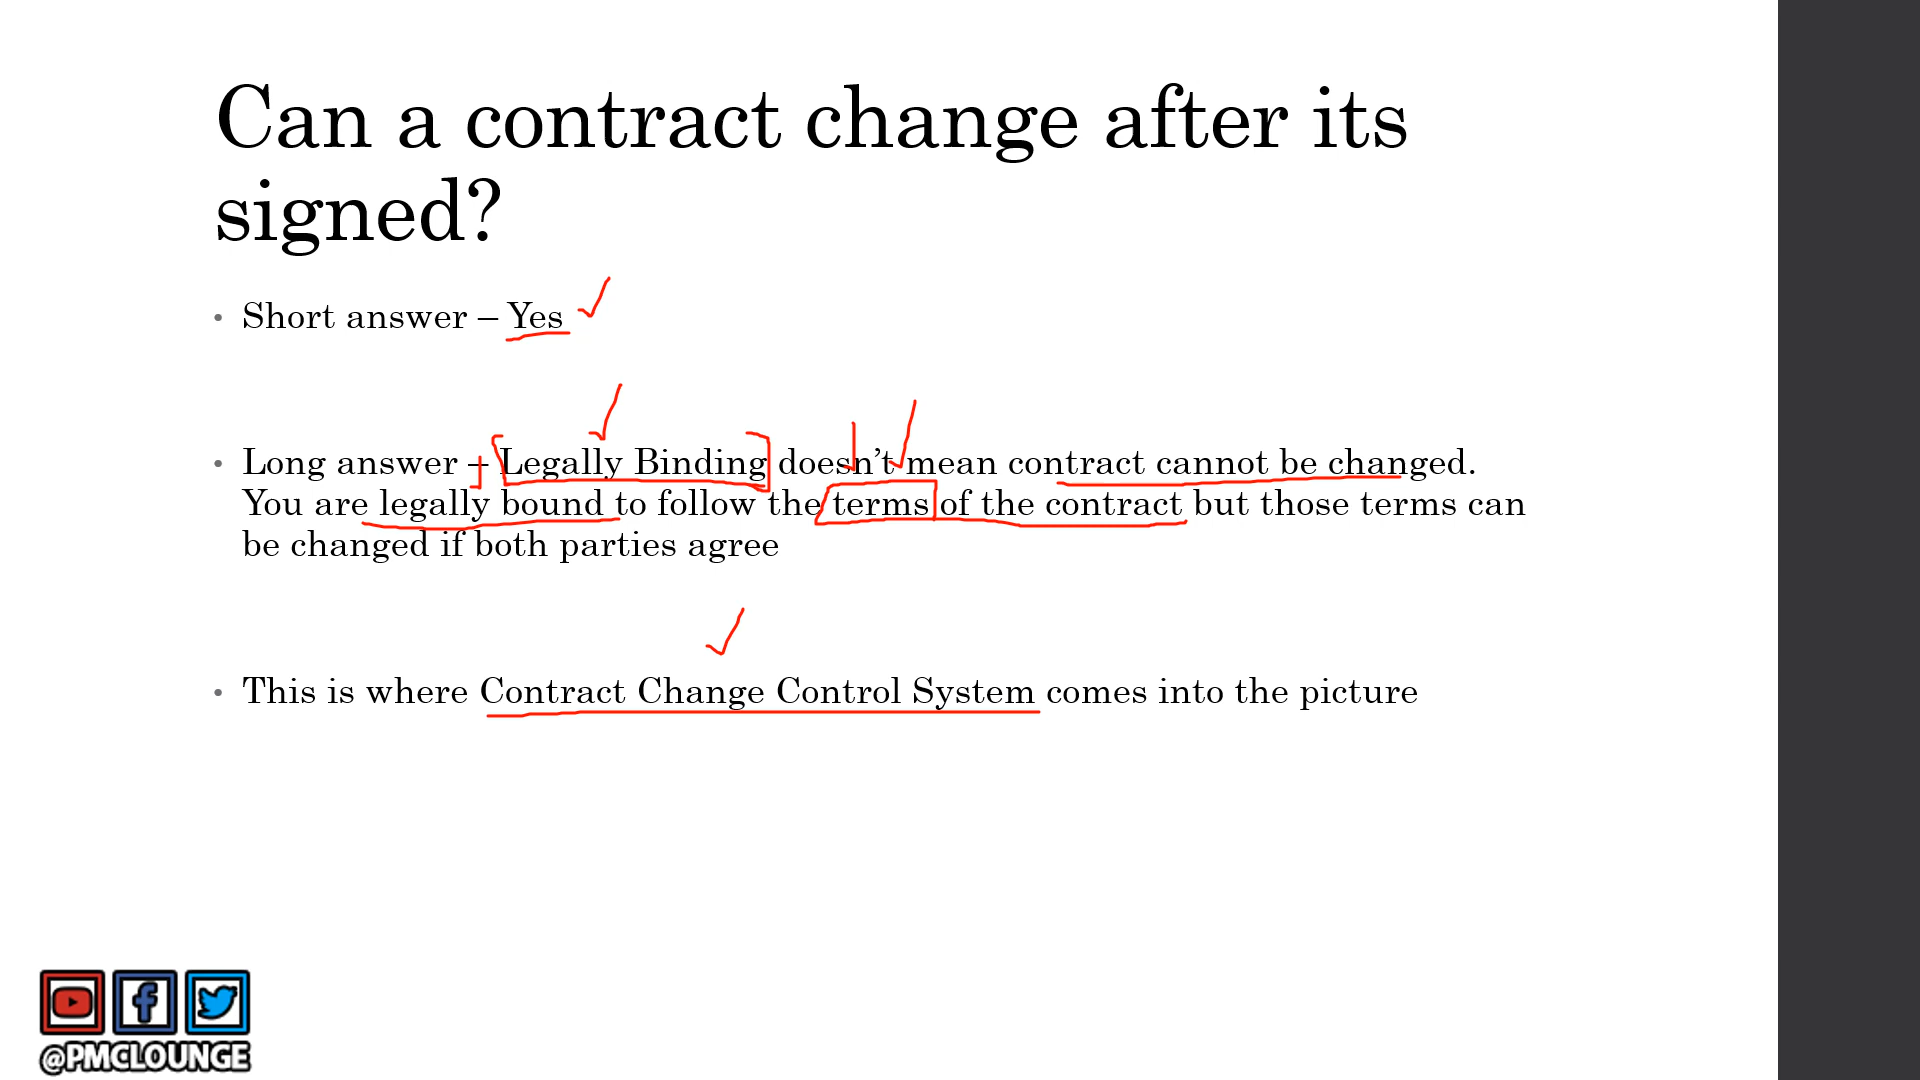 Can a contract change after its
signed?
• Short answer – Yes
• Long answer – Legally Binding doesn’t mean contract cannot be changed.
You are legally bound to follow the terms of the contract but those terms can
be changed if both parties agree
• This is where Contract Change Control System comes into the picture
@PMCLOUNGE